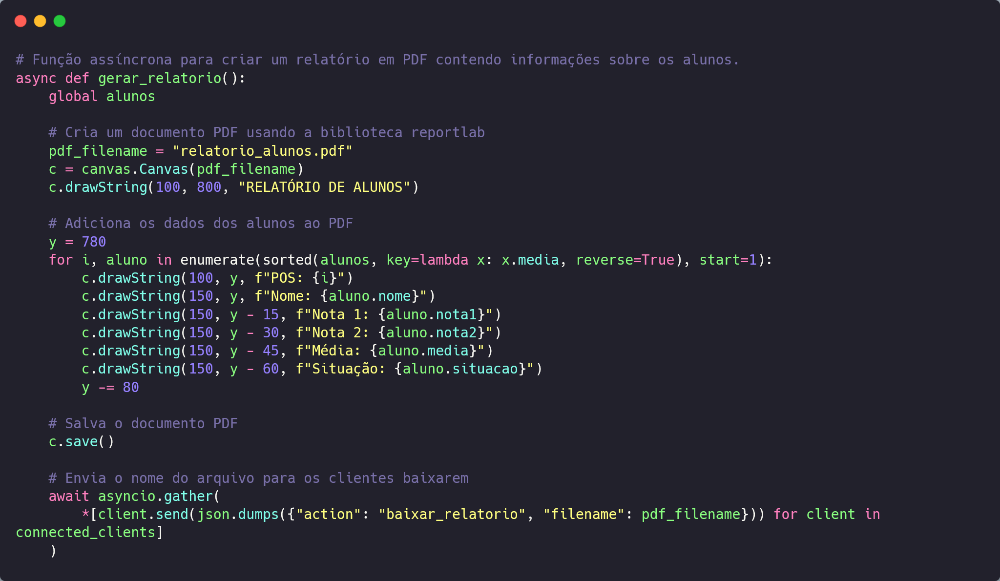 # Função assíncrona para criar um relatório em PDF contendo informações sobre os alunos.
async def gerar_relatorio():
    global alunos

    # Cria um documento PDF usando a biblioteca reportlab
    pdf_filename = "relatorio_alunos.pdf"
    c = canvas.Canvas(pdf_filename)
    c.drawString(100, 800, "RELATÓRIO DE ALUNOS")

    # Adiciona os dados dos alunos ao PDF
    y = 780
    for i, aluno in enumerate(sorted(alunos, key=lambda x: x.media, reverse=True), start=1):
        c.drawString(100, y, f"POS: {i}")
        c.drawString(150, y, f"Nome: {aluno.nome}")
        c.drawString(150, y - 15, f"Nota 1: {aluno.nota1}")
        c.drawString(150, y - 30, f"Nota 2: {aluno.nota2}")
        c.drawString(150, y - 45, f"Média: {aluno.media}")
        c.drawString(150, y - 60, f"Situação: {aluno.situacao}")
        y -= 80

    # Salva o documento PDF
    c.save()

    # Envia o nome do arquivo para os clientes baixarem
    await asyncio.gather(
        *[client.send(json.dumps({"action": "baixar_relatorio", "filename": pdf_filename})) for client in
connected_clients]
    )